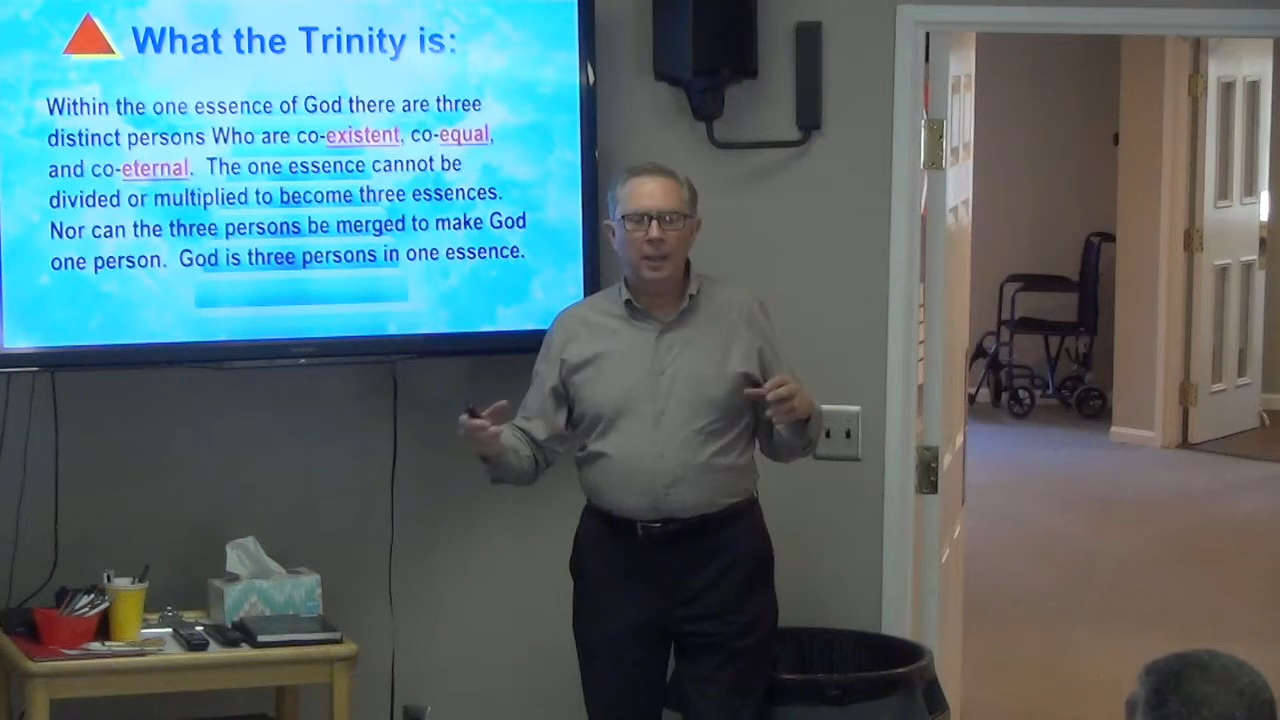 What the Trinity is:
Within the one essence of God there are three
distinct persons Who are co-existent, co-equal,
and co-eternal. The one essence cannot be
divided or multiplied to become three essences.
Nor can the three persons be merged to make God
one person. God is three persons in one essence.